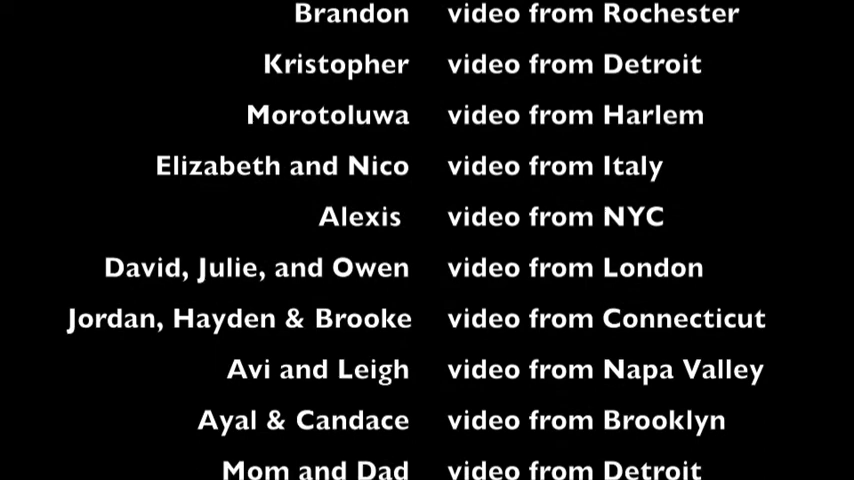 Brandon video from Rochester
Kristopher video from Detroit
Morotoluwa video from Harlem
Elizabeth and Nico video from Italy
Alexis video from NYC
David, Julie, and Owen video from London
Jordan, Hayden & Brooke video from Connecticut
Avi and Leigh video from Napa Valley
Ayal & Candace video from Brooklyn
Mom and Dad video from Detroit